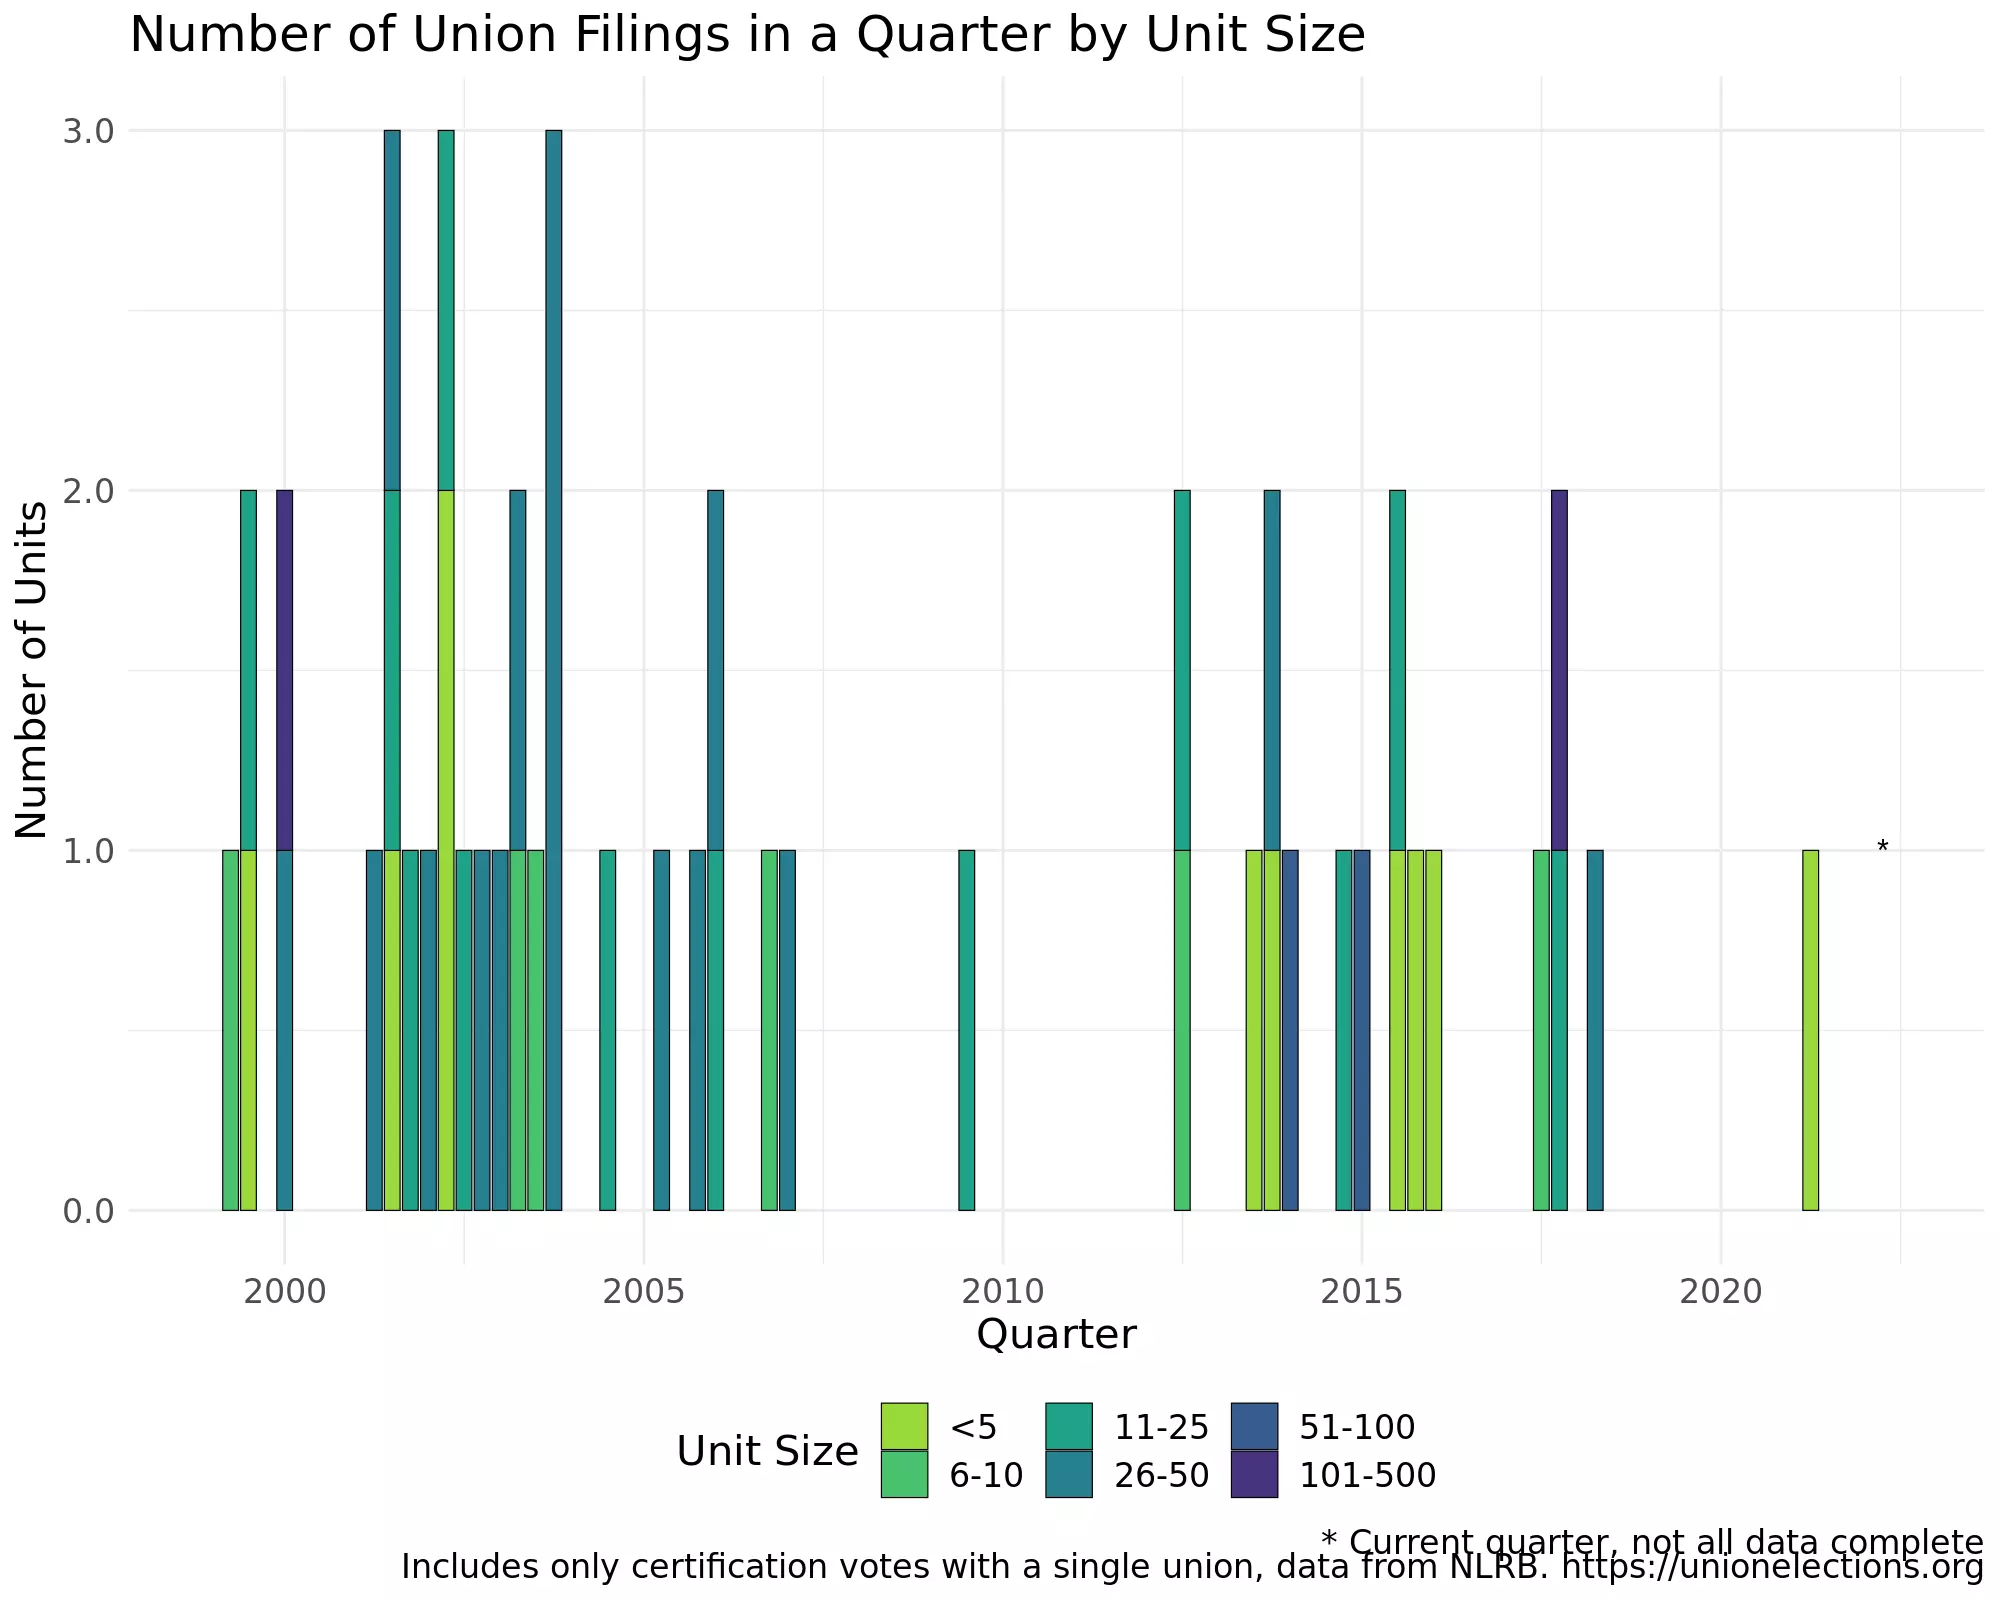 Number of Union Filings in a Quarter by Unit Size
Number of Units
3.0
2.0
1.0
0.0
*
2000 2005 2010 2015 2020
Quarter
Unit Size
<5 11-25 51-100
6-10 26-50 101-500
* Current quarter, not all data complete
Includes only certification votes with a single union, data from NLRB. https://unionelections.org